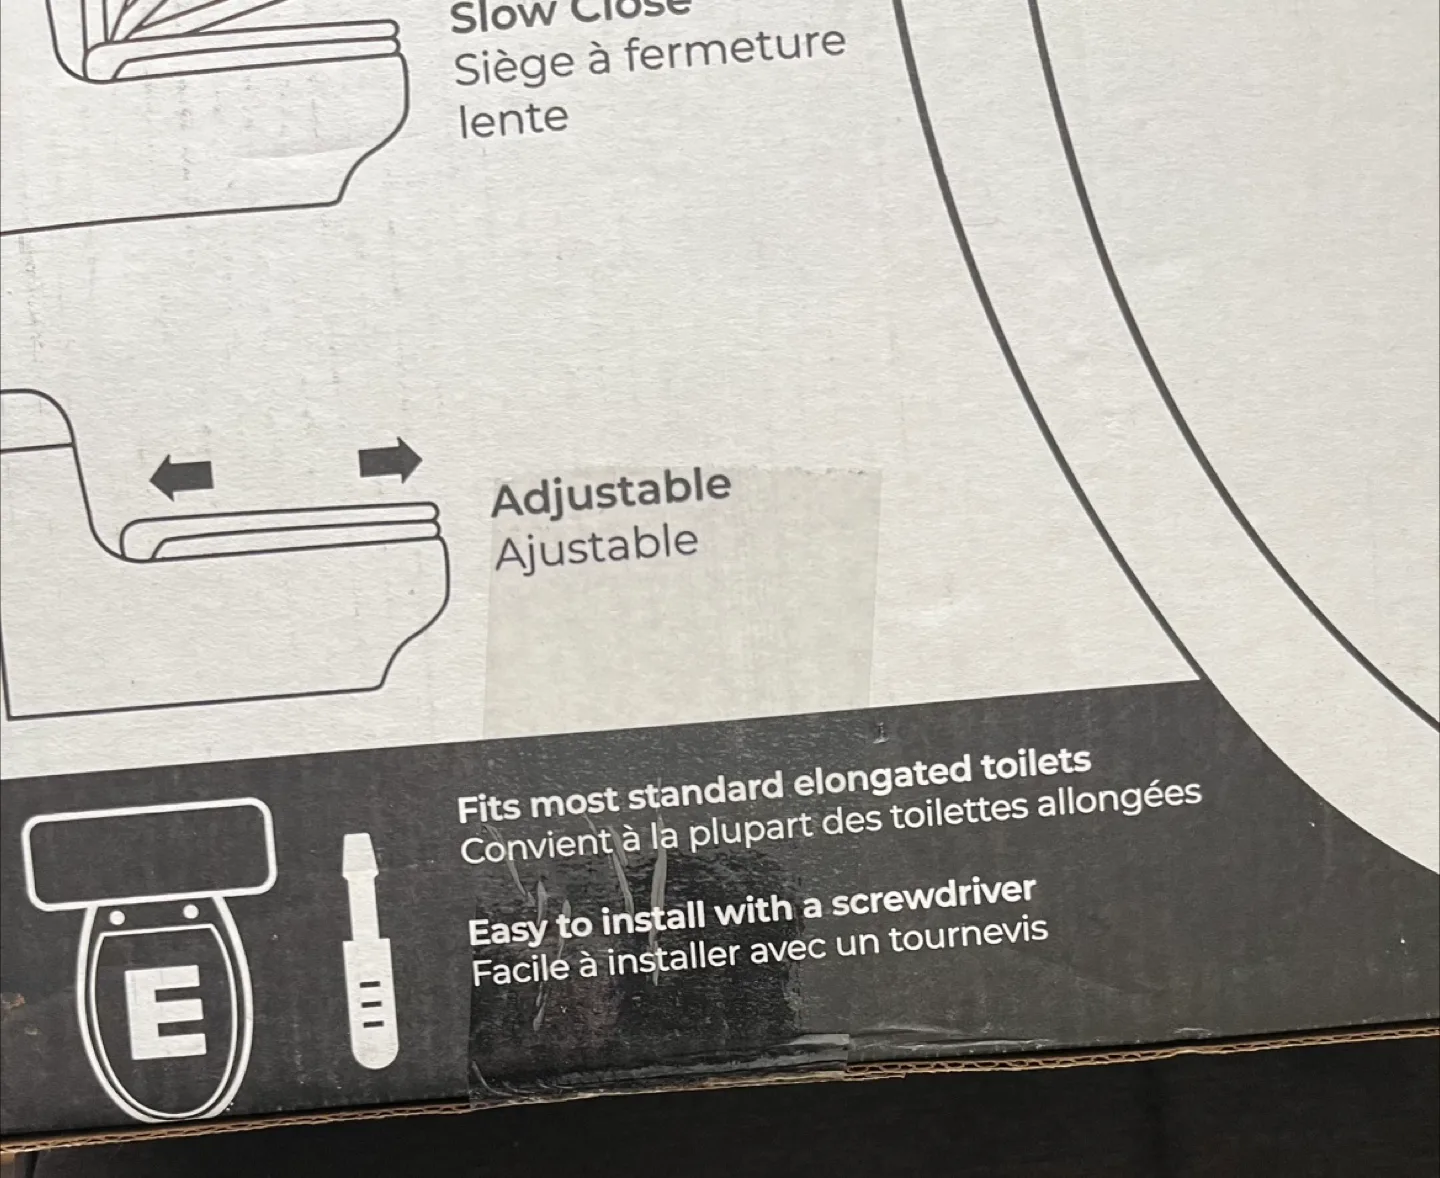 Slow Close
Siège à fermeture
lente
Adjustable
Ajustable
Fits most standard elongated toilets
Convient à la plupart des toilettes allongées
Easy to install with a screwdriver
Facile à installer avec un tournevis
E